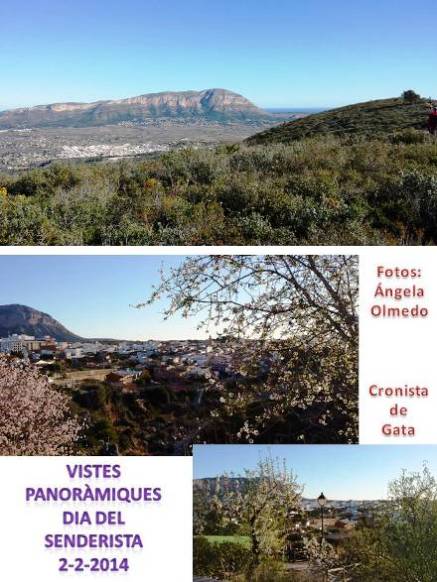 Fotos:
Ángela
Olmedo
Cronista
de
Gata
VISTES
PANORÀMIQUES
DIA DEL
SENDERISTA
2-2-2014